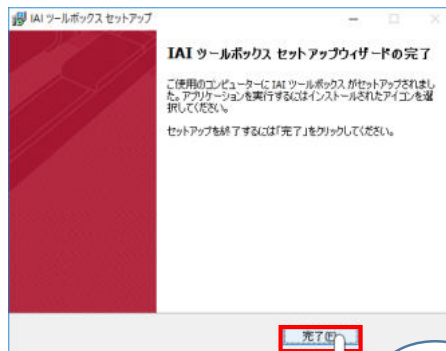 IAI ツールボックス セットアップ
IAI ツールボックス セットアップウィザードの完了
ご使用のコンピューターに IAI ツールボックス がセットアップされまし
た。アプリケーションを実行するにはインストールされたアイコンを選
択してください。
セットアップを終了するには「完了」をクリックしてください。
完了(F)